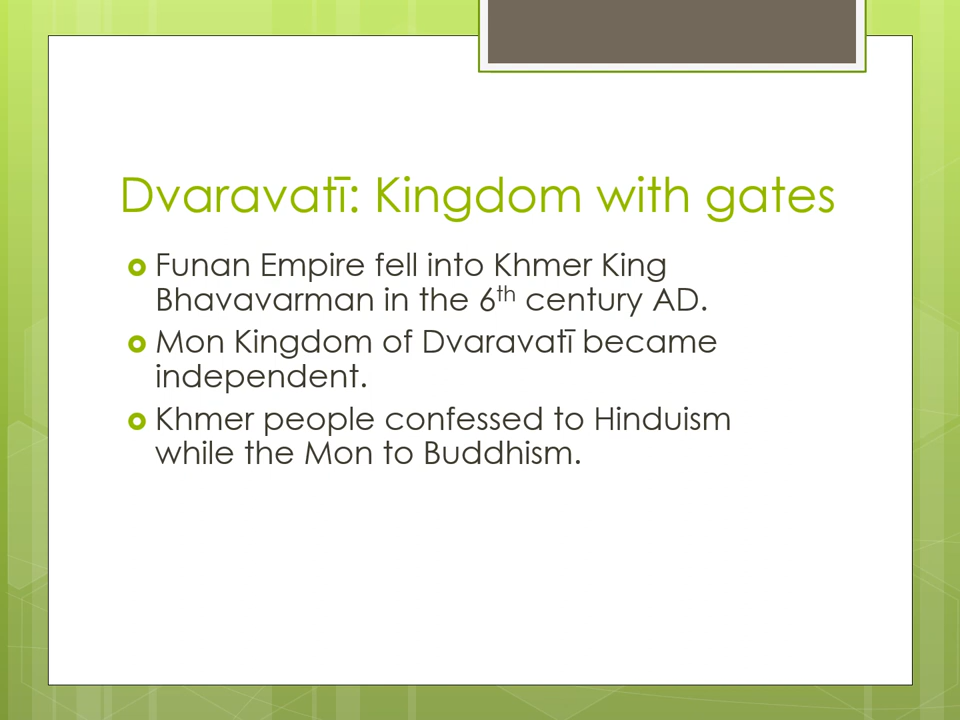 Dvaravatī: Kingdom with gates
Funan Empire fell into Khmer King
Bhavavarman in the 6th century AD.
Mon Kingdom of Dvaravatī became
independent.
Khmer people confessed to Hinduism
while the Mon to Buddhism.